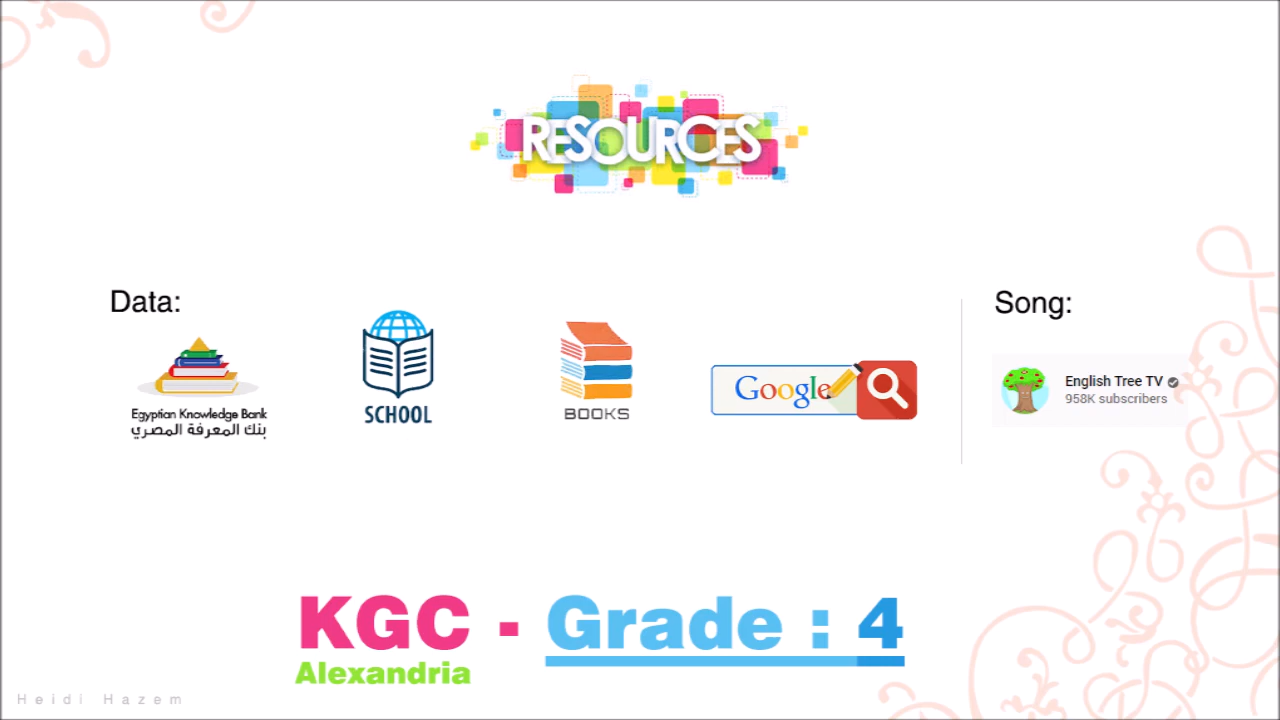 RESOURCES
Data:
Egyptian Knowledge Bank
بنك المعرفة المصري
SCHOOL
BOOKS
Google
Song:
English Tree TV
958K subscribers
KGC - Grade : 4
Alexandria
Heidi Hazem